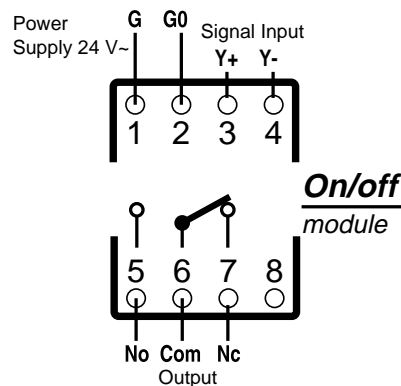 Power
Supply 24 V~
G G0
Signal Input
Y+ Y-
1 2 3 4
On/off
module
5 6 7 8
No Com Nc
Output